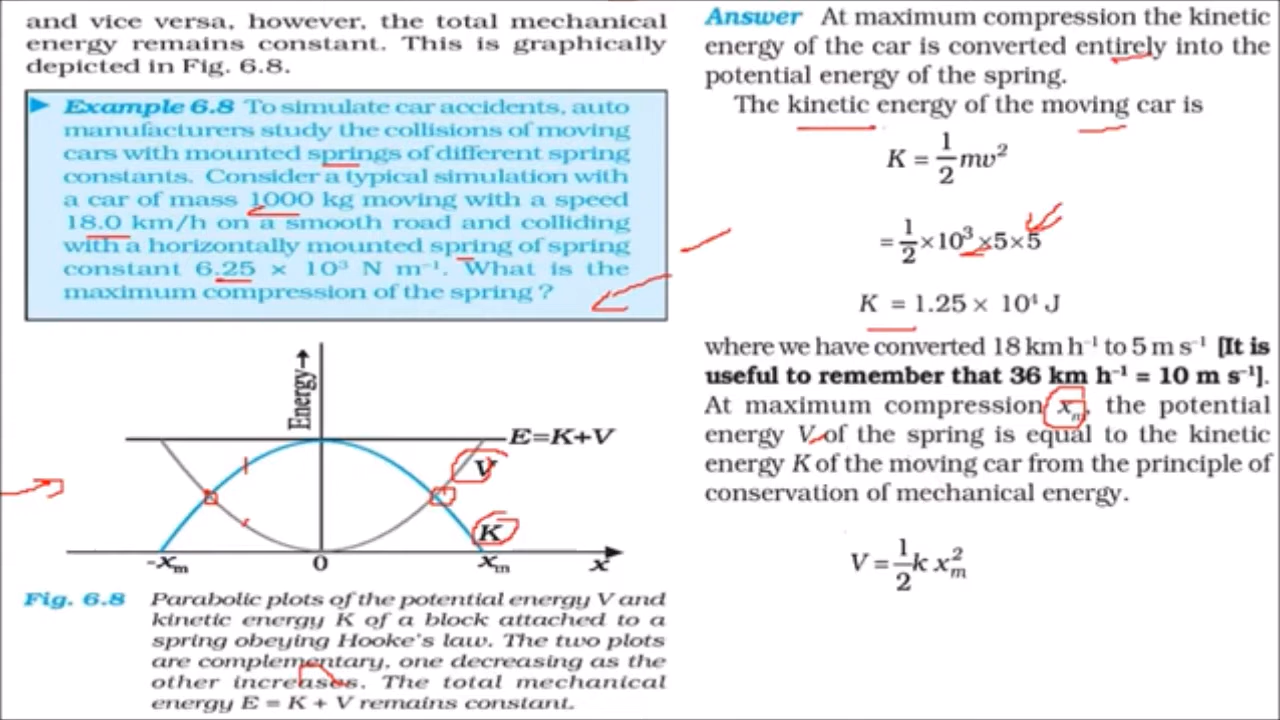 and vice versa, however, the total mechanical
energy remains constant. This is graphically
depicted in Fig. 6.8.
Example 6.8 To simulate car accidents, auto
manufacturers study the collisions of moving
cars with mounted springs of different spring
constants. Consider a typical simulation with
a car of mass 1000 kg moving with a speed
18.0 km/h on a smooth road and colliding
with a horizontally mounted spring of spring
constant 6.25 × 10³ N m⁻¹. What is the
maximum compression of the spring ?
Energy
E=K+V
V
K
-xₘ
0
xₘ
x
Fig. 6.8 Parabolic plots of the potential energy V and
kinetic energy K of a block attached to a
spring obeying Hooke's law. The two plots
are complementary, one decreasing as the
other increases. The total mechanical
energy E = K + V remains constant.
Answer At maximum compression the kinetic
energy of the car is converted entirely into the
potential energy of the spring.
The kinetic energy of the moving car is
K = 1/2 mv²
= 1/2 × 10³ × 5 × 5
K = 1.25 × 10⁴ J
where we have converted 18 km h⁻¹ to 5 m s⁻¹ [It is
useful to remember that 36 km h⁻¹ = 10 m s⁻¹].
At maximum compression xₘ, the potential
energy V of the spring is equal to the kinetic
energy K of the moving car from the principle of
conservation of mechanical energy.
V = 1/2 k xₘ²